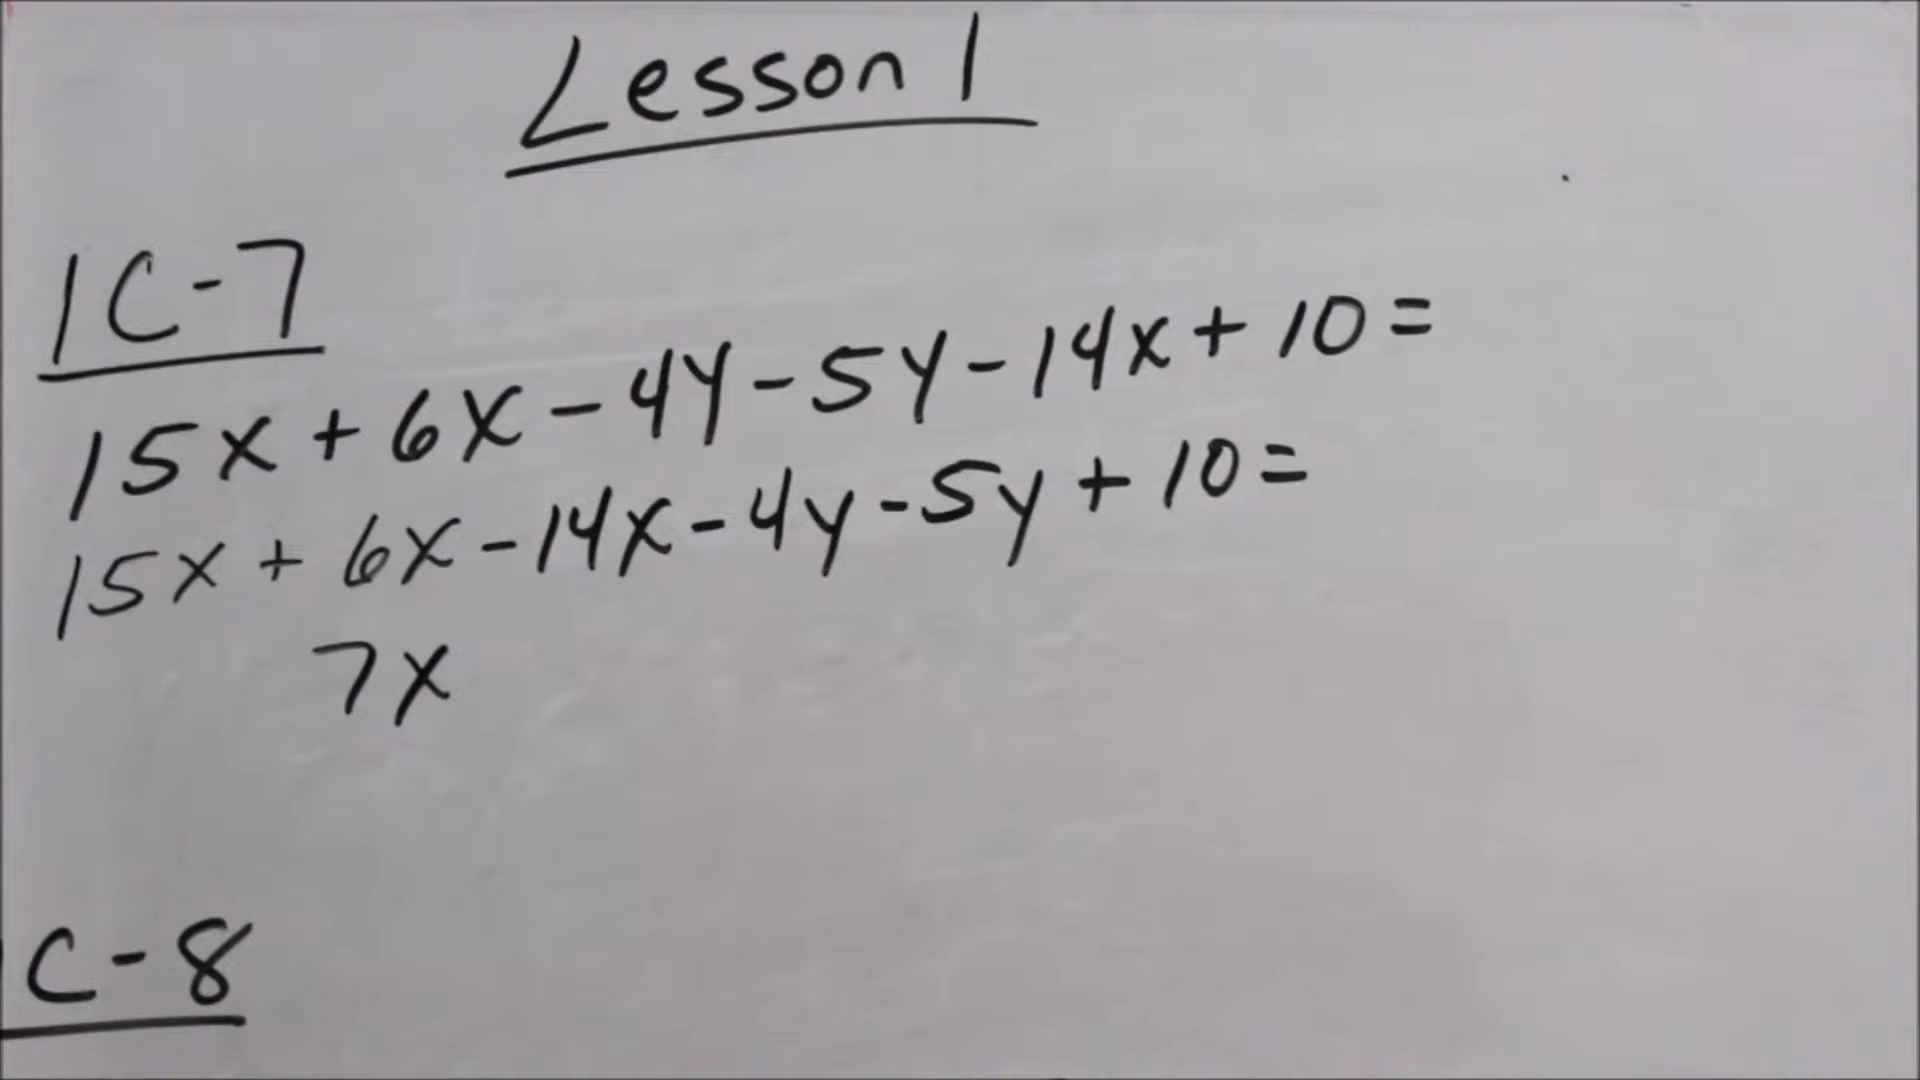 Lesson 1
1C-7
15x + 6x - 4y - 5y - 14x + 10 =
15x + 6x - 14x - 4y - 5y + 10 =
7x
C-8